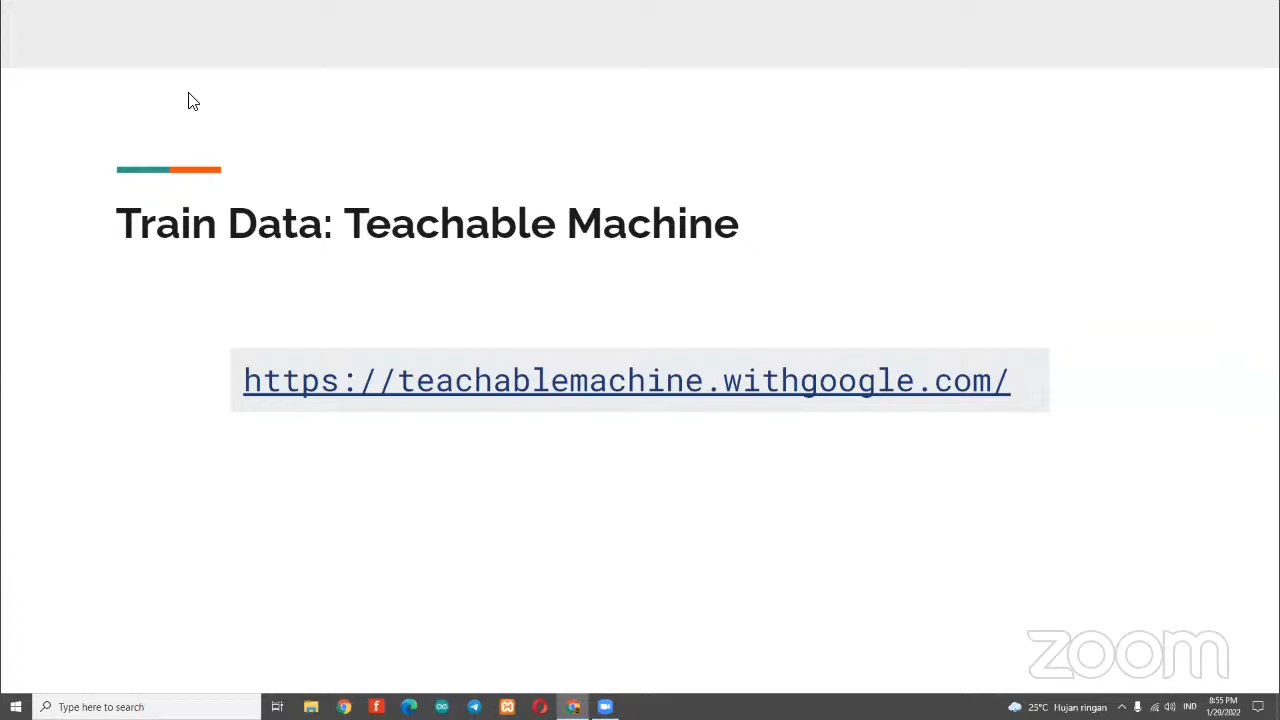 Train Data: Teachable Machine
https://teachablemachine.withgoogle.com/
zoom
Type here to search
25°C Hujan ringan
IND
8:55 PM
1/29/2022